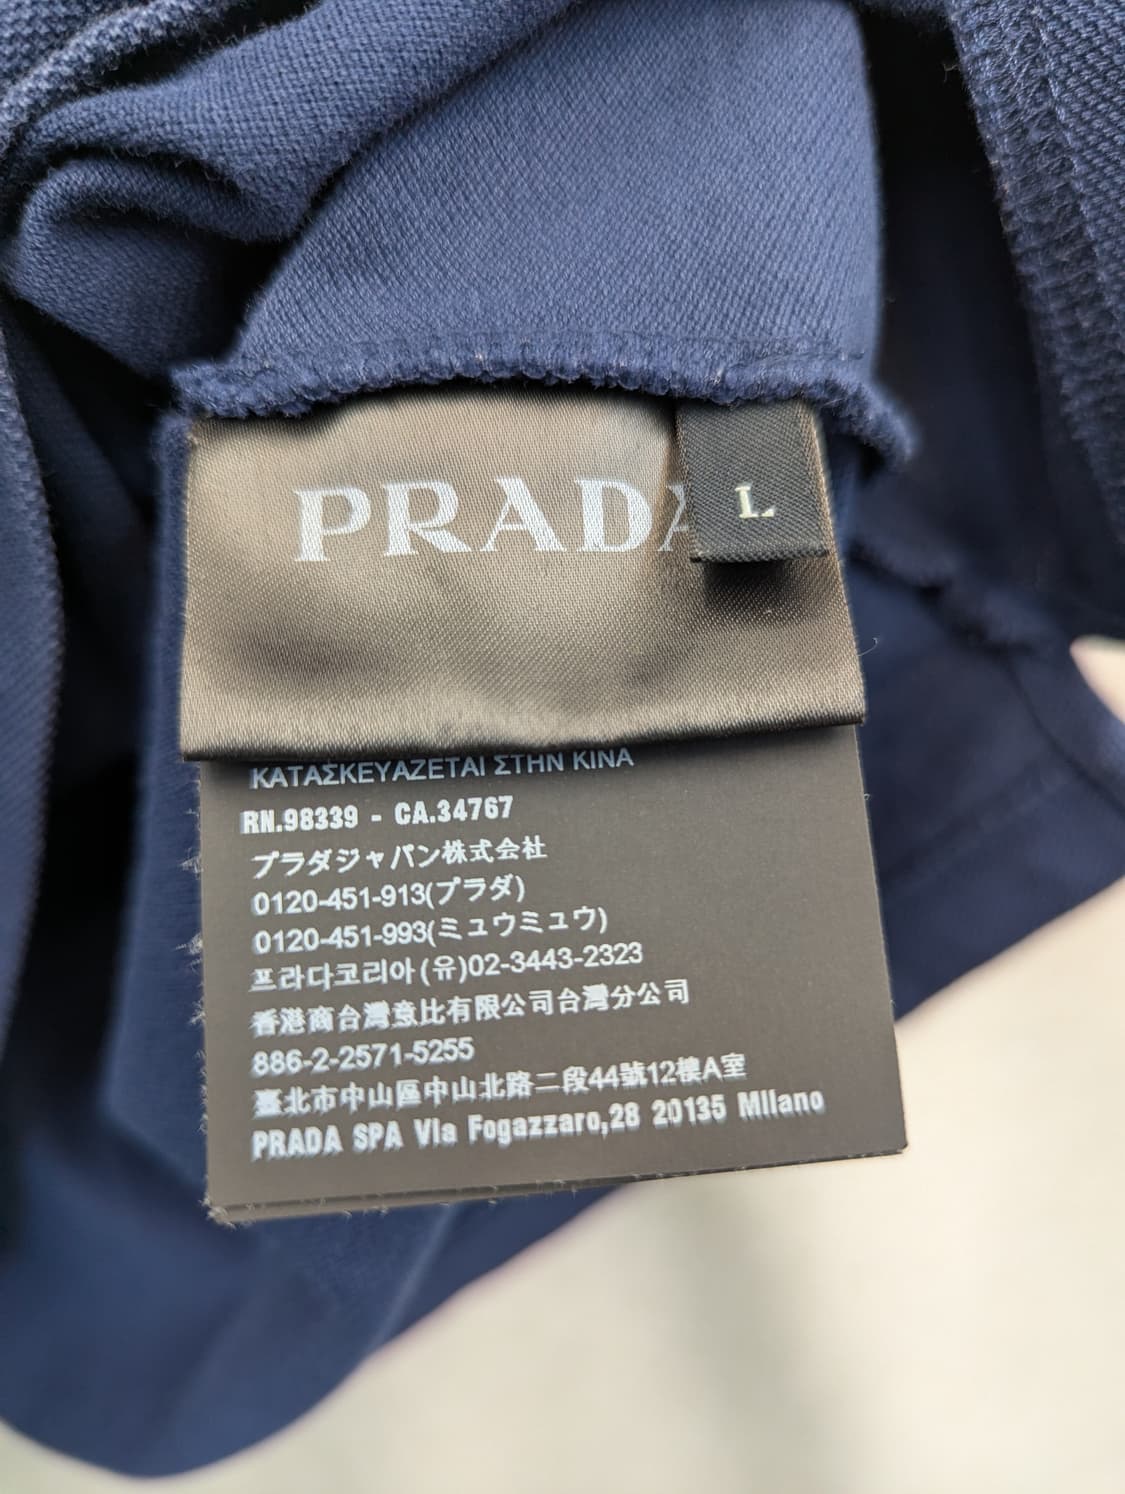 PRADA
L
ΚΑΤΑΣΚΕΥΑΖΕΤΑΙ ΣΤΗΝ ΚΙΝΑ
RN.98339 - CA.34767
プラダジャパン株式会社
0120-451-913(プラダ)
0120-451-993(ミュウミュウ)
프라다코리아(유)02-3443-2323
香港商台灣意比有限公司台灣分公司
886-2-2571-5255
臺北市中山區中山北路二段44號12樓A室
PRADA SPA Via Fogazzaro,28 20135 Milano